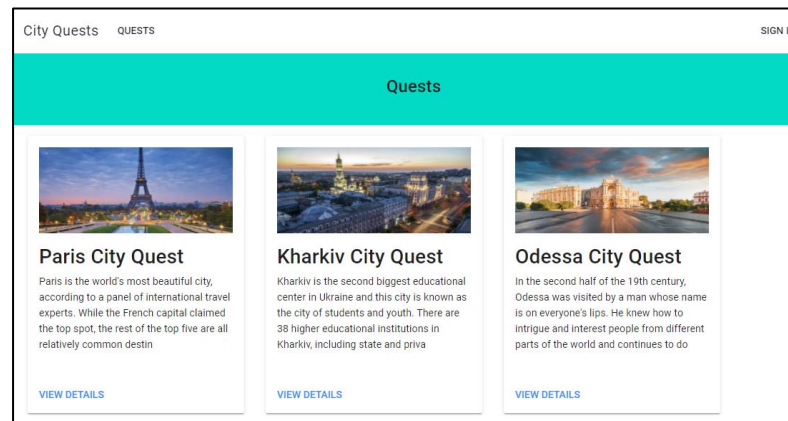 City Quests QUESTS SIGN
Quests
Paris City Quest
Paris is the world's most beautiful city,
according to a panel of international travel
experts. While the French capital claimed
the top spot, the rest of the top five are all
relatively common destin
VIEW DETAILS
Kharkiv City Quest
Kharkiv is the second biggest educational
center in Ukraine and this city is known as
the city of students and youth. There are
38 higher educational institutions in
Kharkiv, including state and priva
VIEW DETAILS
Odessa City Quest
In the second half of the 19th century,
Odessa was visited by a man whose name
is on everyone's lips. He knew how to
intrigue and interest people from different
parts of the world and continues to do
VIEW DETAILS